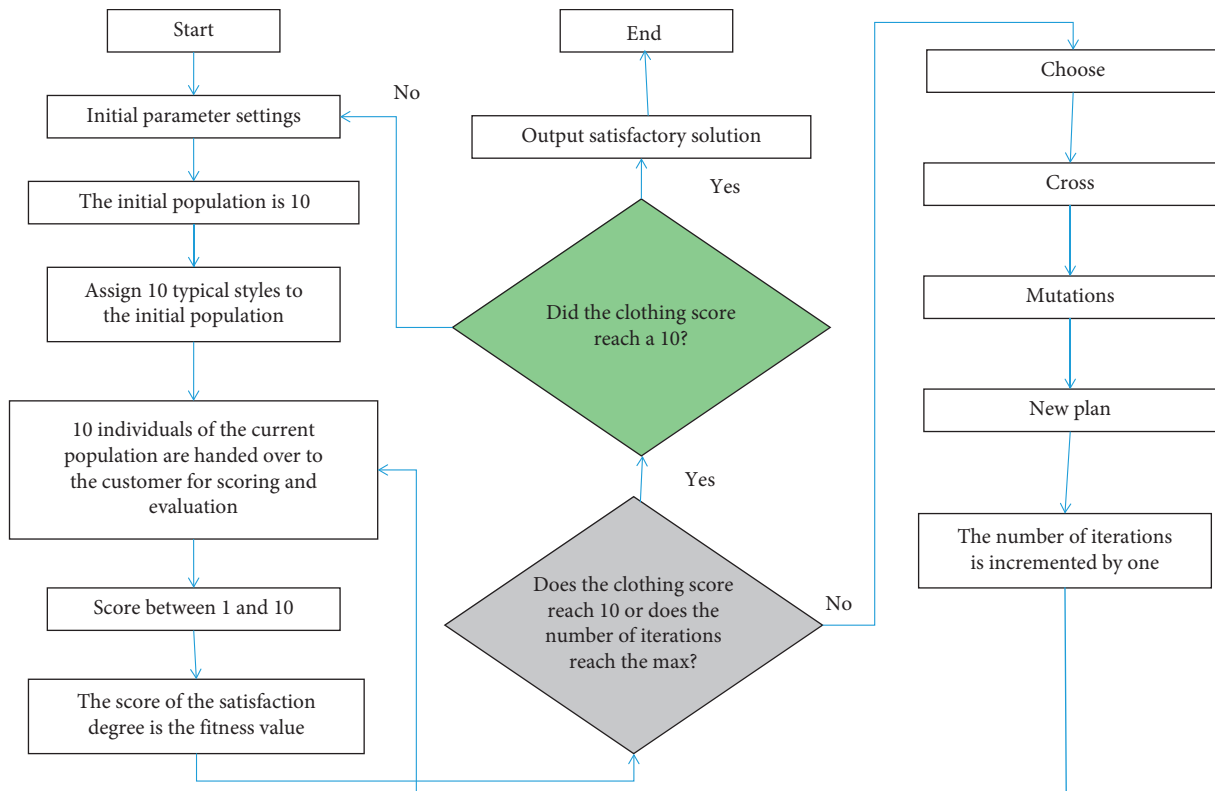 Start
Initial parameter settings
The initial population is 10
Assign 10 typical styles to
the initial population
10 individuals of the current
population are handed over to
the customer for scoring and
evaluation
Score between 1 and 10
The score of the satisfaction
degree is the fitness value
End
No
Output satisfactory solution
Yes
Did the clothing score
reach a 10?
Yes
Does the clothing score
reach 10 or does the
number of iterations
reach the max?
No
Choose
Cross
Mutations
New plan
The number of iterations
is incremented by one